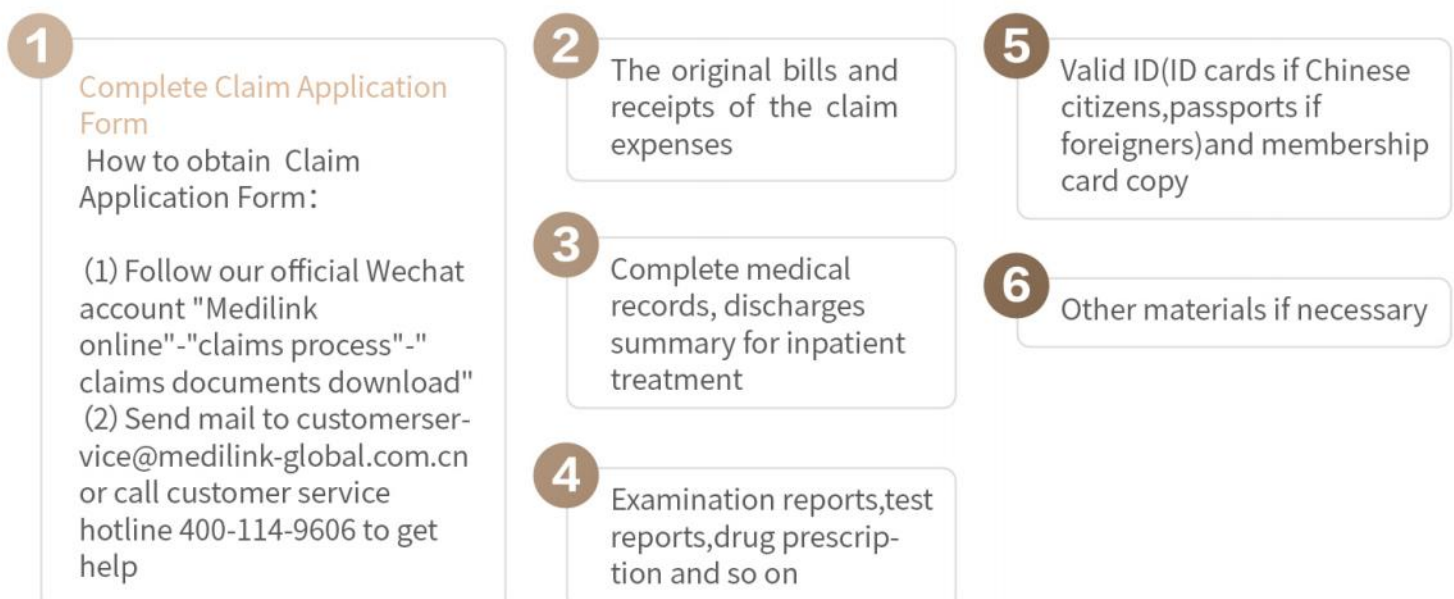 1
Complete Claim Application
Form
How to obtain Claim
Application Form：
(1) Follow our official Wechat
account "Medilink
online"-"claims process"-"
claims documents download"
(2) Send mail to customerser-
vice@medilink-global.com.cn
or call customer service
hotline 400-114-9606 to get
help
2
The original bills and
receipts of the claim
expenses
3
Complete medical
records, discharges
summary for inpatient
treatment
4
Examination reports,test
reports,drug prescrip-
tion and so on
5
Valid ID(ID cards if Chinese
citizens,passports if
foreigners)and membership
card copy
6
Other materials if necessary